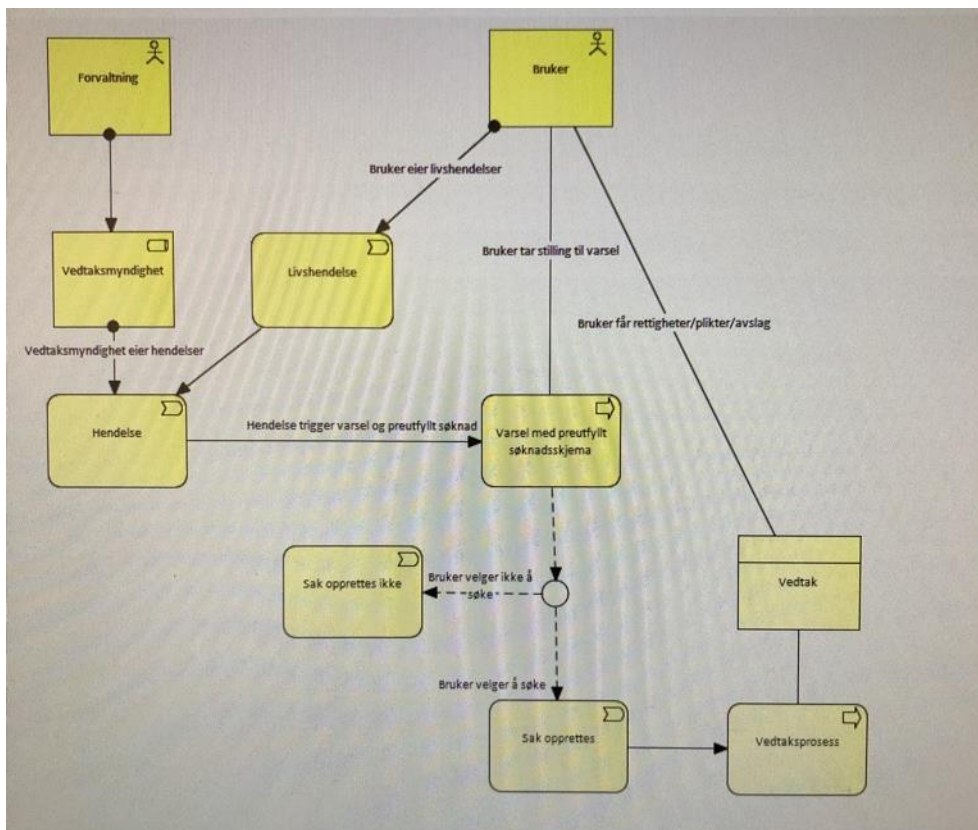 Forvaltning
Bruker
Bruker eier livshendelser
Vedtaksmyndighet
Livshendelse
Bruker tar stilling til varsel
Bruker får rettigheter/plikter/avslag
Vedtaksmyndighet eier hendelser
Hendelse
Hendelse trigger varsel og preutfyllt søknad
Varsel med preutfyllt
søknadsskjema
Sak opprettes ikke
Bruker velger ikke å
søke
Vedtak
Bruker velger å søke
Sak opprettes
Vedtaksprosess